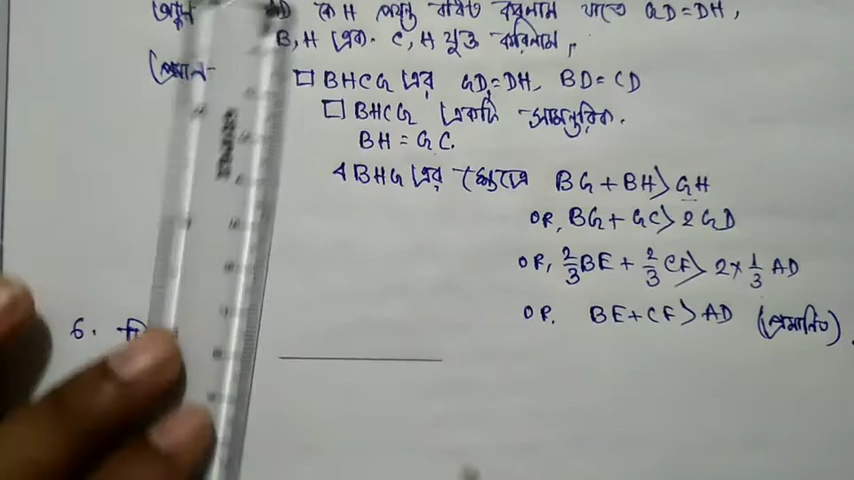 AD কে H পর্যন্ত বর্ধিত করলাম যাতে GD=DH,
B, H এবং C, H যুক্ত করিলাম,
প্রমাণ-
□ BHCG এর GD=DH, BD=CD
□ BHCG একটি সামান্তরিক.
BH = GC.
△BHG এর ক্ষেত্রে BG + BH > GH
OR, BG + GC > 2GD
OR, 2/3 BE + 2/3 CF > 2 × 1/3 AD
OR. BE+CF > AD (প্রমানিত).
6.